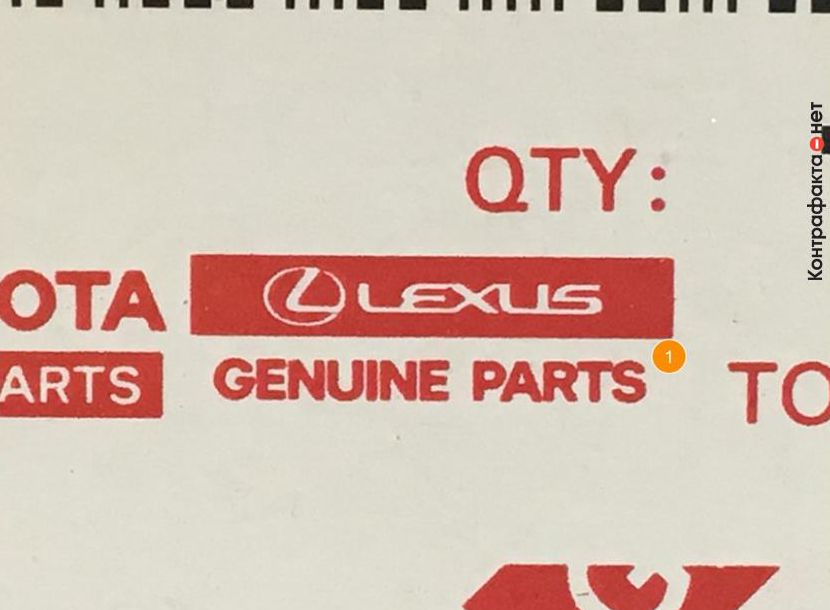 QTY:
OTA
LEXUS
ARTS
GENUINE PARTS
1
TO
Контрафакта нет